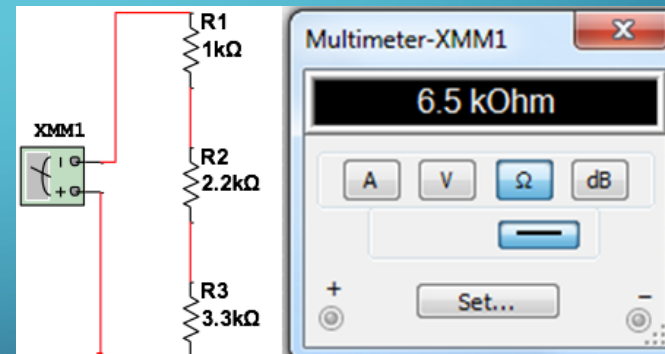 R1
1kΩ
XMM1
R2
2.2kΩ
R3
3.3kΩ
Multimeter-XMM1
6.5 kOhm
A V Ω dB
+ −
Set...